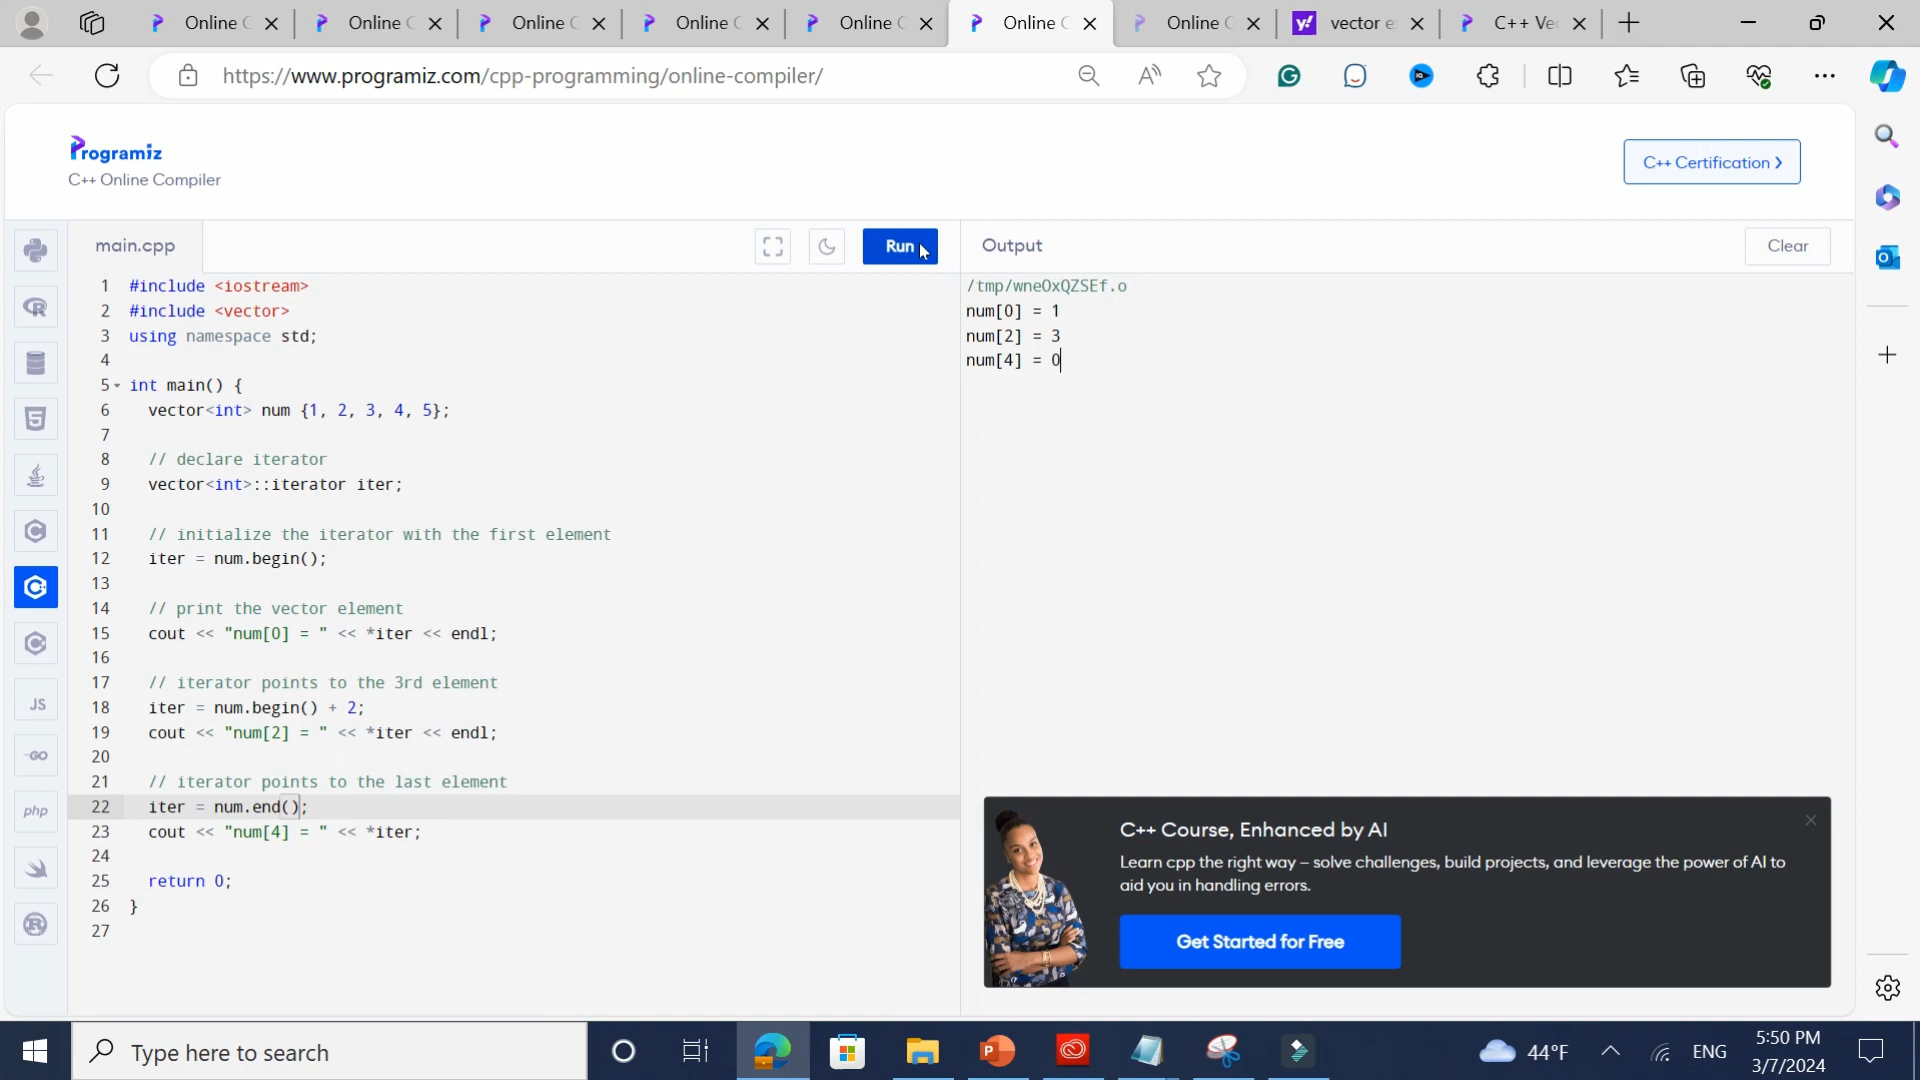 Online C
Online C
Online C
Online C
Online C
Online C
Online C
vector e
C++ Vec
https://www.programiz.com/cpp-programming/online-compiler/
Programiz
C++ Online Compiler
C++ Certification >
main.cpp
Run
Output
Clear
1 #include <iostream>
2 #include <vector>
3 using namespace std;
4
5 int main() {
6 vector<int> num {1, 2, 3, 4, 5};
7
8 // declare iterator
9 vector<int>::iterator iter;
10
11 // initialize the iterator with the first element
12 iter = num.begin();
13
14 // print the vector element
15 cout << "num[0] = " << *iter << endl;
16
17 // iterator points to the 3rd element
18 iter = num.begin() + 2;
19 cout << "num[2] = " << *iter << endl;
20
21 // iterator points to the last element
22 iter = num.end();
23 cout << "num[4] = " << *iter;
24
25 return 0;
26 }
27
/tmp/wneOxQZSEf.o
num[0] = 1
num[2] = 3
num[4] = 0
JS
GO
php
C++ Course, Enhanced by AI
Learn cpp the right way – solve challenges, build projects, and leverage the power of AI to
aid you in handling errors.
Get Started for Free
Type here to search
44°F
ENG
5:50 PM
3/7/2024